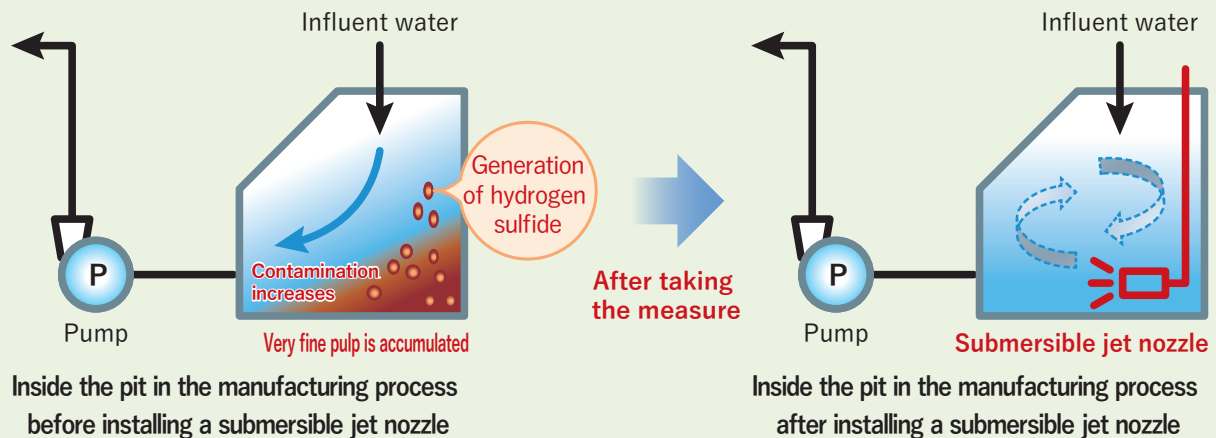 Influent water
Generation
of hydrogen
sulfide
Contamination
increases
P
Pump
Very fine pulp is accumulated
Inside the pit in the manufacturing process
before installing a submersible jet nozzle
After taking
the measure
Influent water
P
Pump
Submersible jet nozzle
Inside the pit in the manufacturing process
after installing a submersible jet nozzle